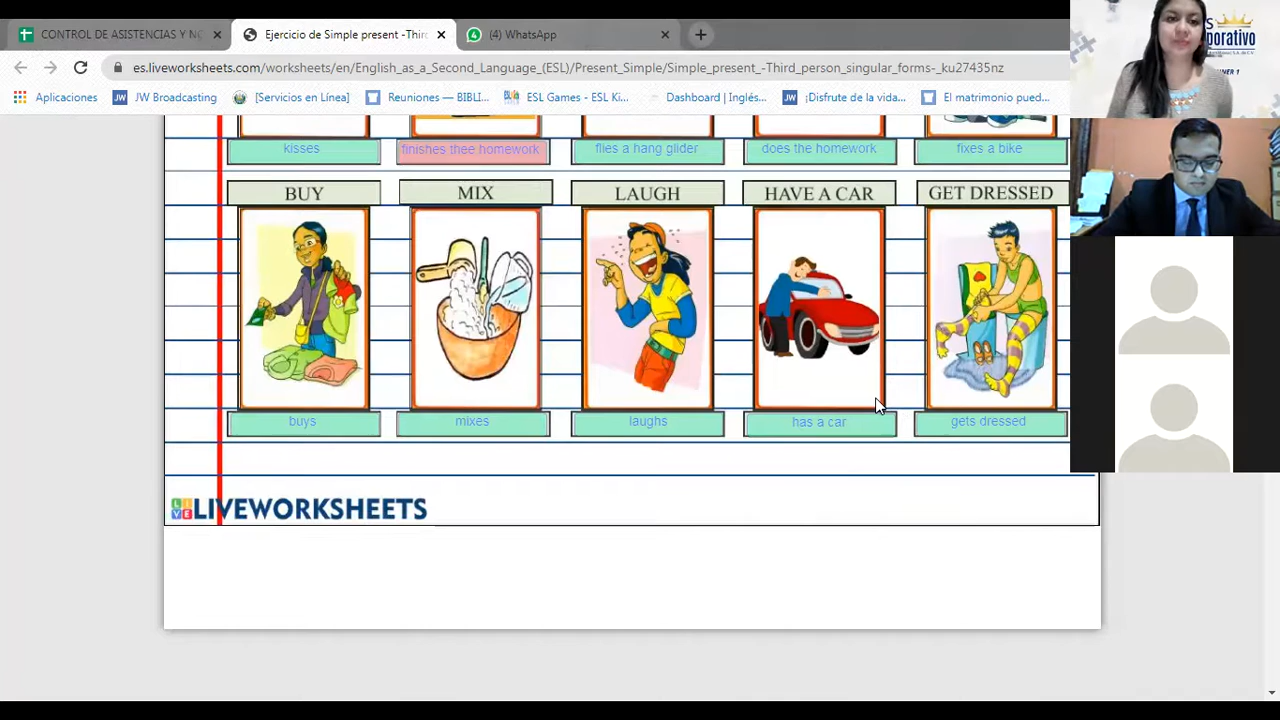 CONTROL DE ASISTENCIAS Y NO
Ejercicio de Simple present -Thir
(4) WhatsApp
es.liveworksheets.com/worksheets/en/English_as_a_Second_Language_(ESL)/Present_Simple/Simple_present_-Third_person_singular_forms-_ku27435nz
Aplicaciones
JW Broadcasting
[Servicios en Línea]
Reuniones — BIBLI...
ESL Games - ESL Ki...
Dashboard | Inglés...
¡Disfrute de la vida...
El matrimonio pued...
kisses
finishes thee homework
flies a hang glider
does the homework
fixes a bike
BUY
MIX
LAUGH
HAVE A CAR
GET DRESSED
buys
mixes
laughs
has a car
gets dressed
LIVEWORKSHEETS